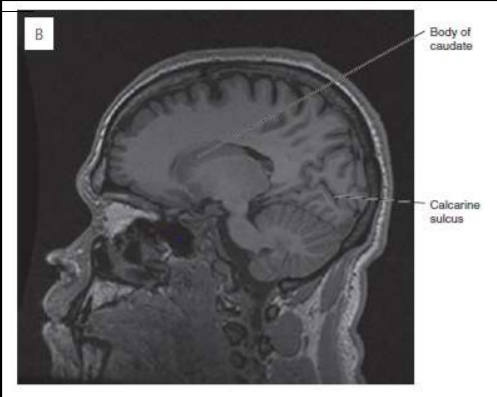 B
Body of
caudate
Calcarine
sulcus